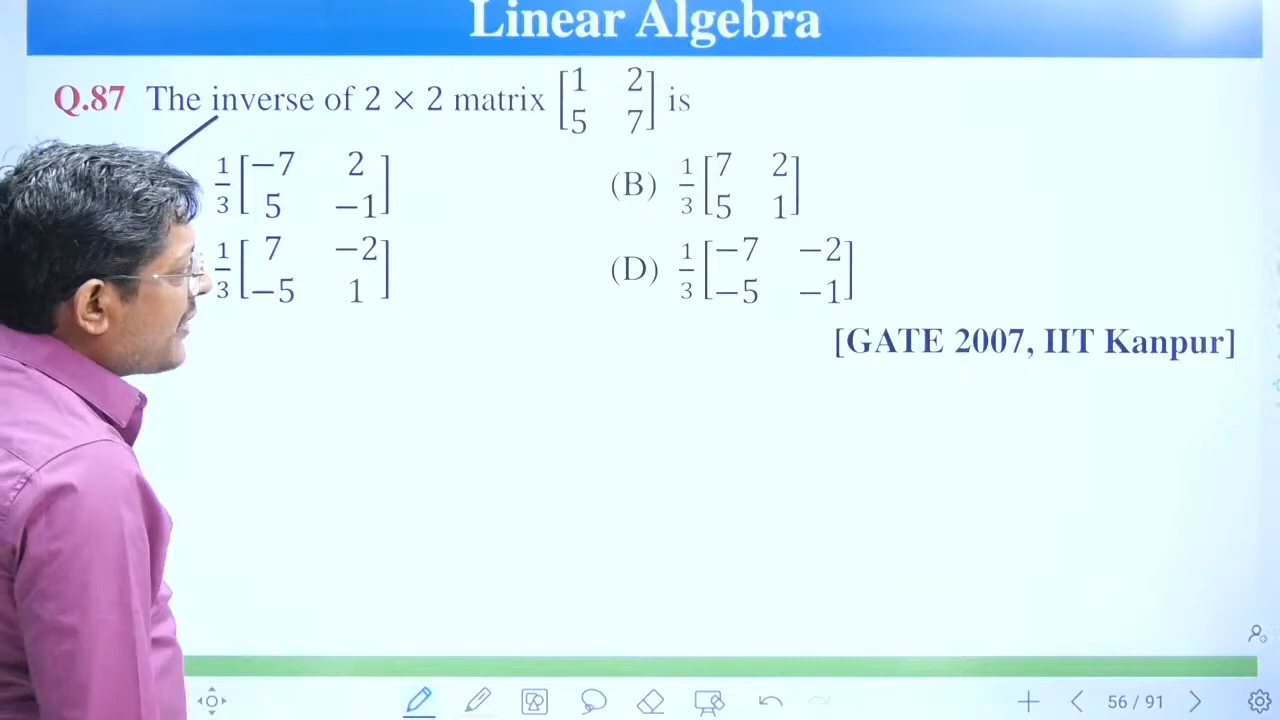 Linear Algebra
Q.87 The inverse of 2 × 2 matrix [1 2; 5 7] is
1/3 [−7 2; 5 −1] (B) 1/3 [7 2; 5 1]
1/3 [7 −2; −5 1] (D) 1/3 [−7 −2; −5 −1]
[GATE 2007, IIT Kanpur]
56 / 91